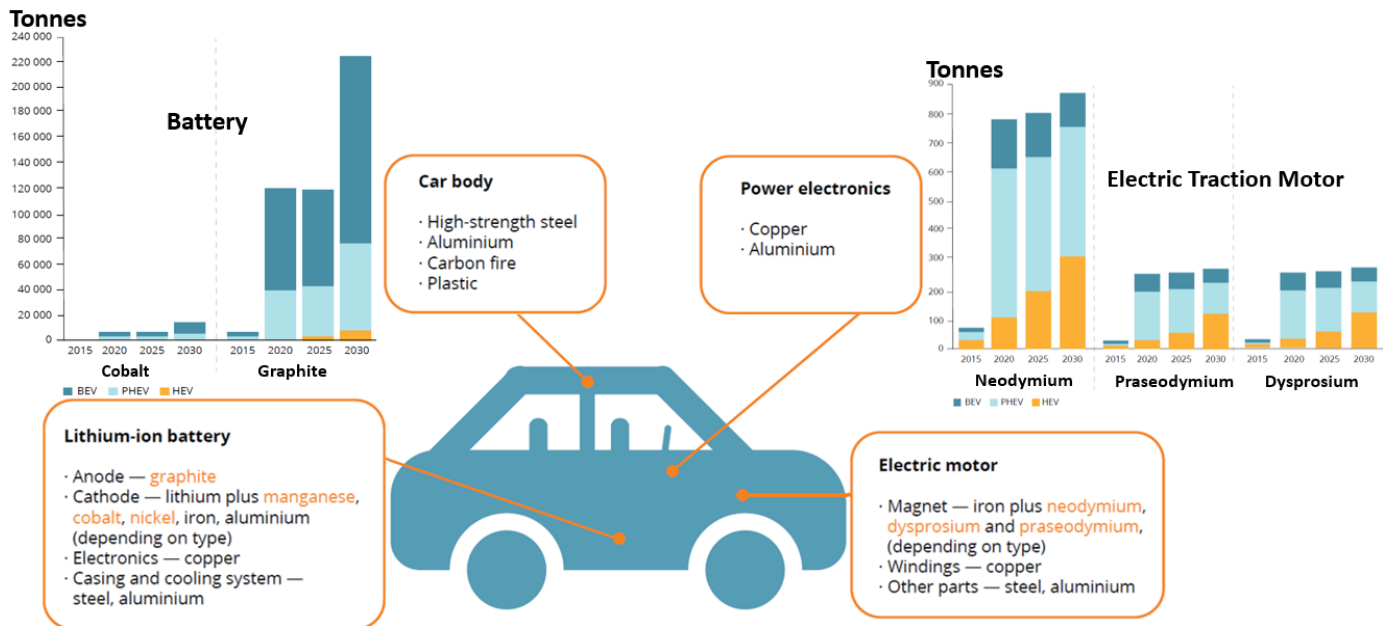 Tonnes
240 000
220 000
200 000
180 000
160 000
140 000
120 000
100 000
80 000
60 000
40 000
20 000
0
Battery
2015 2020 2025 2030 2015 2020 2025 2030
Cobalt Graphite
BEV PHEV HEV
Car body
· High-strength steel
· Aluminium
· Carbon fire
· Plastic
Power electronics
· Copper
· Aluminium
Tonnes
900
800
700
600
500
400
300
200
100
0
Electric Traction Motor
2015 2020 2025 2030 2015 2020 2025 2030 2015 2020 2025 2030
Neodymium Praseodymium Dysprosium
BEV PHEV HEV
Lithium-ion battery
· Anode — graphite
· Cathode — lithium plus manganese,
cobalt, nickel, iron, aluminium
(depending on type)
· Electronics — copper
· Casing and cooling system —
steel, aluminium
Electric motor
· Magnet — iron plus neodymium,
dysprosium and praseodymium,
(depending on type)
· Windings — copper
· Other parts — steel, aluminium